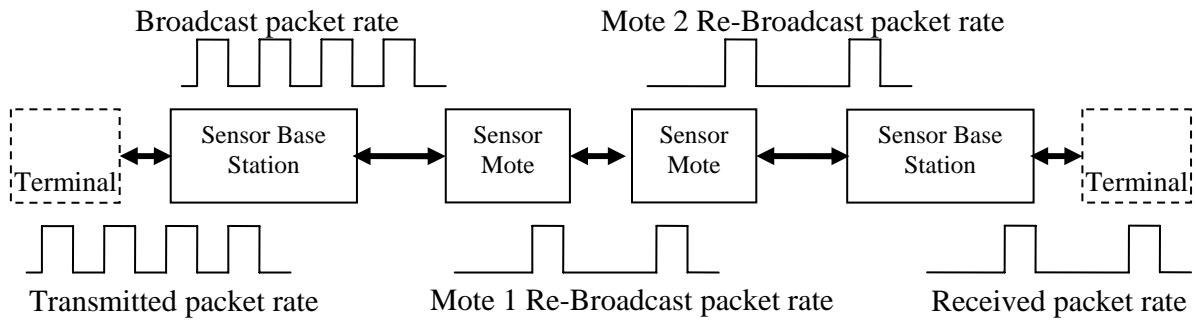 Broadcast packet rate
Mote 2 Re-Broadcast packet rate
Terminal
Sensor Base
Station
Sensor
Mote
Sensor
Mote
Sensor Base
Station
Terminal
Transmitted packet rate
Mote 1 Re-Broadcast packet rate
Received packet rate